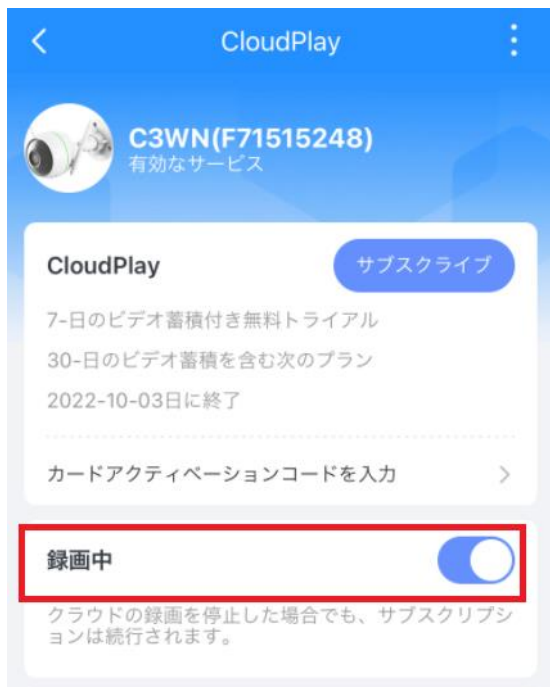 CloudPlay
C3WN(F71515248)
有効なサービス
CloudPlay
サブスクライブ
7-日のビデオ蓄積付き無料トライアル
30-日のビデオ蓄積を含む次のプラン
2022-10-03日に終了
カードアクティベーションコードを入力
録画中
クラウドの録画を停止した場合でも、サブスクリプシ
ョンは続行されます。